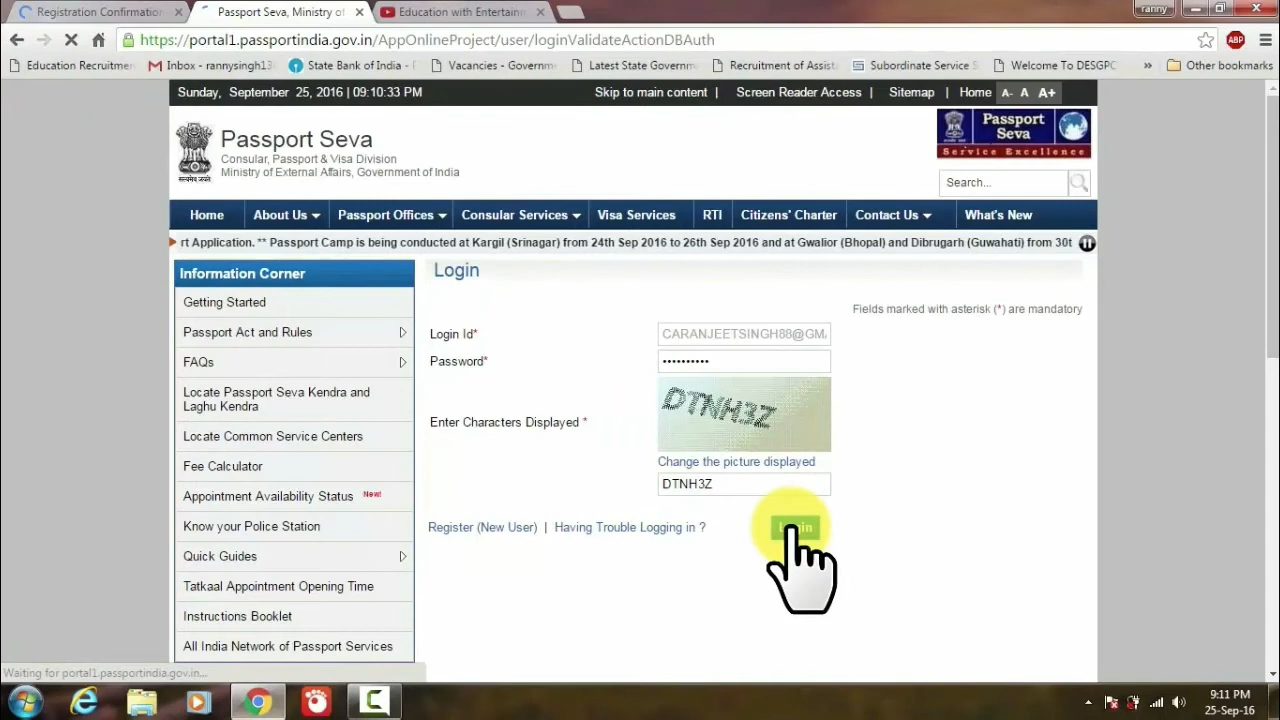 Registration Confirmation
Passport Seva, Ministry of
Education with Entertainm
ranny
https://portal1.passportindia.gov.in/AppOnlineProject/user/loginValidateActionDBAuth
ABP
Education Recruitme
Inbox - rannysingh13
State Bank of India -
Vacancies - Governm
Latest State Governm
Recruitment of Assist
Subordinate Service S
Welcome To DESGPC
»
Other bookmarks
Sunday, September 25, 2016 | 09:10:33 PM
Skip to main content |
Screen Reader Access |
Sitemap |
Home
A- A A+
Passport Seva
Consular, Passport & Visa Division
Ministry of External Affairs, Government of India
सत्यमेव जयते
Passport
Seva
Service Excellence
Search...
Home
About Us
Passport Offices
Consular Services
Visa Services
RTI
Citizens' Charter
Contact Us
What's New
rt Application. ** Passport Camp is being conducted at Kargil (Srinagar) from 24th Sep 2016 to 26th Sep 2016 and at Gwalior (Bhopal) and Dibrugarh (Guwahati) from 30t
Information Corner
Getting Started
Passport Act and Rules
FAQs
Locate Passport Seva Kendra and
Laghu Kendra
Locate Common Service Centers
Fee Calculator
Appointment Availability Status New!
Know your Police Station
Quick Guides
Tatkaal Appointment Opening Time
Instructions Booklet
All India Network of Passport Services
Login
Fields marked with asterisk (*) are mandatory
Login Id*
CARANJEETSINGH88@GM
Password*
••••••••••
DTNH3Z
Enter Characters Displayed *
Change the picture displayed
DTNH3Z
Register (New User) | Having Trouble Logging in ?
Login
Waiting for portal1.passportindia.gov.in...
9:11 PM
25-Sep-16